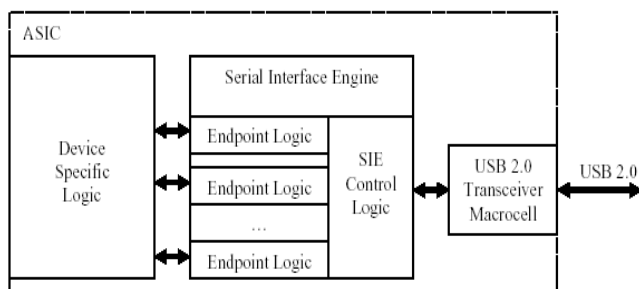 ASIC
Device
Specific
Logic
Serial Interface Engine
Endpoint Logic
Endpoint Logic
...
Endpoint Logic
SIE
Control
Logic
USB 2.0
Transceiver
Macrocell
USB 2.0